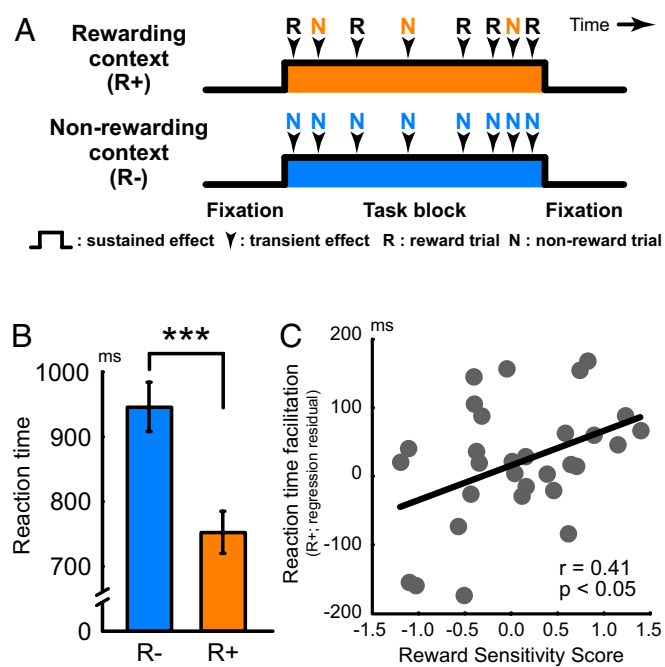 A
Rewarding context (R+)
R N R N R R N R
Time
Non-rewarding context (R-)
N N N N N N N N
Fixation Task block Fixation
: sustained effect : transient effect R : reward trial N : non-reward trial
B
ms
***
1000
900
800
700
0
Reaction time
R- R+
C
ms
200
100
0
-100
-200
Reaction time facilitation
(R+; regression residual)
r = 0.41
p < 0.05
-1.5 -1.0 -0.5 0.0 0.5 1.0 1.5
Reward Sensitivity Score